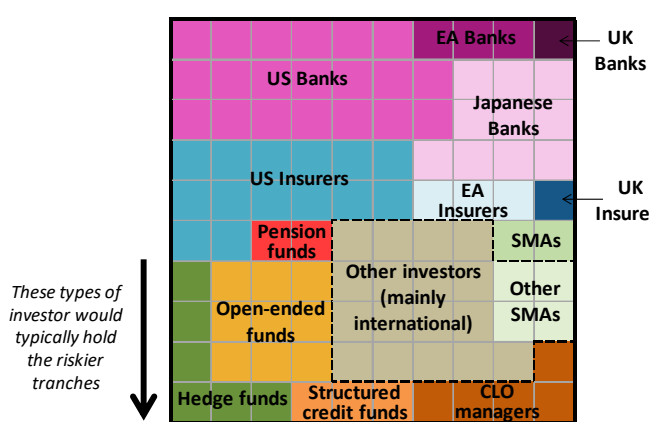 EA Banks
UK
Banks
US Banks
Japanese
Banks
US Insurers
EA
Insurers
UK
Insure
Pension
funds
SMAs
Other investors
(mainly
international)
Other
SMAs
These types of
investor would
typically hold
the riskier
tranches
Open-ended
funds
Hedge funds
Structured
credit funds
CLO
managers